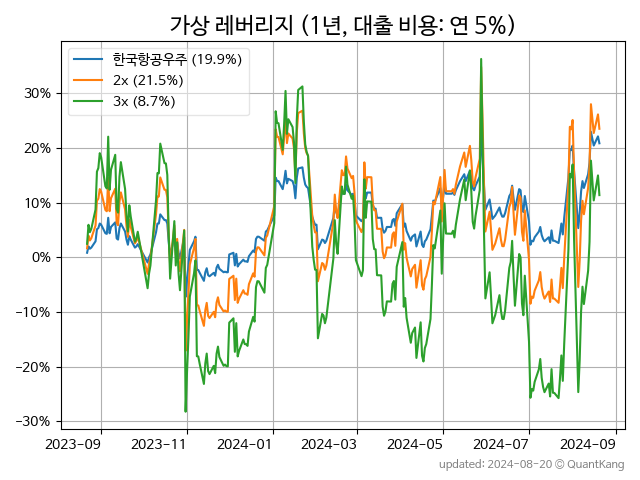 가상 레버리지 (1년, 대출 비용: 연 5%)
한국항공우주 (19.9%)
2x (21.5%)
3x (8.7%)
30%
20%
10%
0%
−10%
−20%
−30%
2023-09
2023-11
2024-01
2024-03
2024-05
2024-07
2024-09
updated: 2024-08-20 © QuantKang